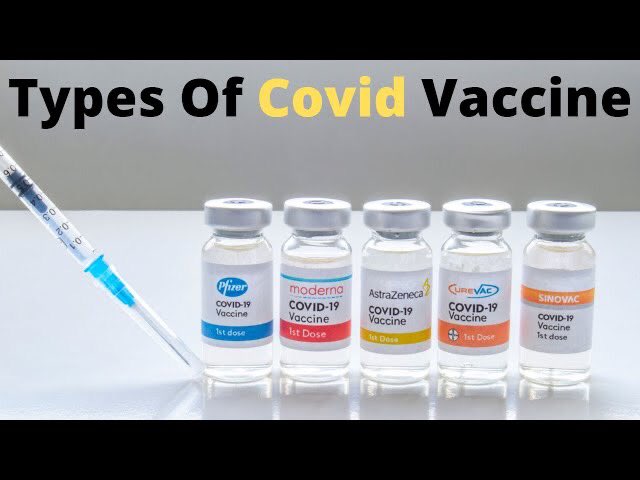 Types Of Covid Vaccine
Pfizer
COVID-19
Vaccine
1st dose
moderna
COVID-19
Vaccine
1st Dose
AstraZeneca
COVID-19
Vaccine
1st Dose
CUREVAC
COVID-19
Vaccine
1st Dose
SINOVAC
COVID-19
Vaccine
1st dose